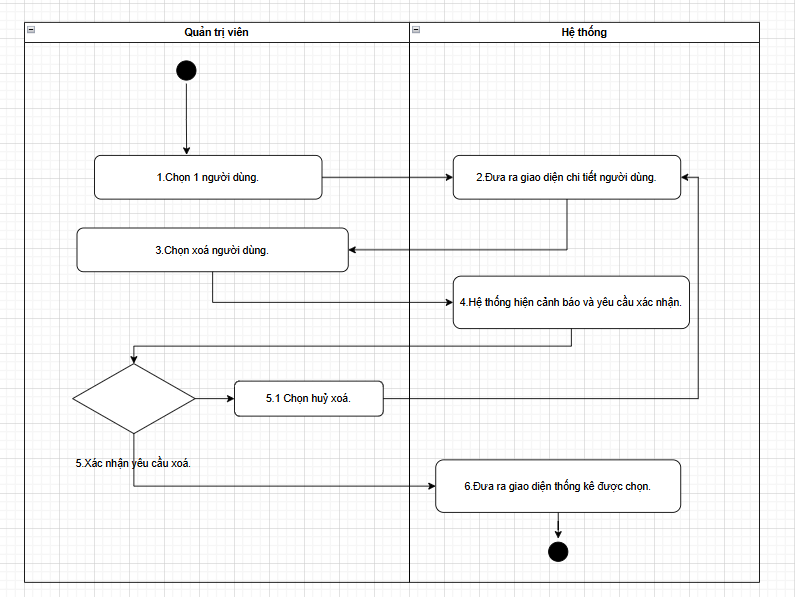 Quản trị viên
Hệ thống
1.Chọn 1 người dùng.
2.Đưa ra giao diện chi tiết người dùng.
3.Chọn xoá người dùng.
4.Hệ thống hiện cảnh báo và yêu cầu xác nhận.
5.1 Chọn huỷ xoá.
5.Xác nhận yêu cầu xoá.
6.Đưa ra giao diện thống kê được chọn.